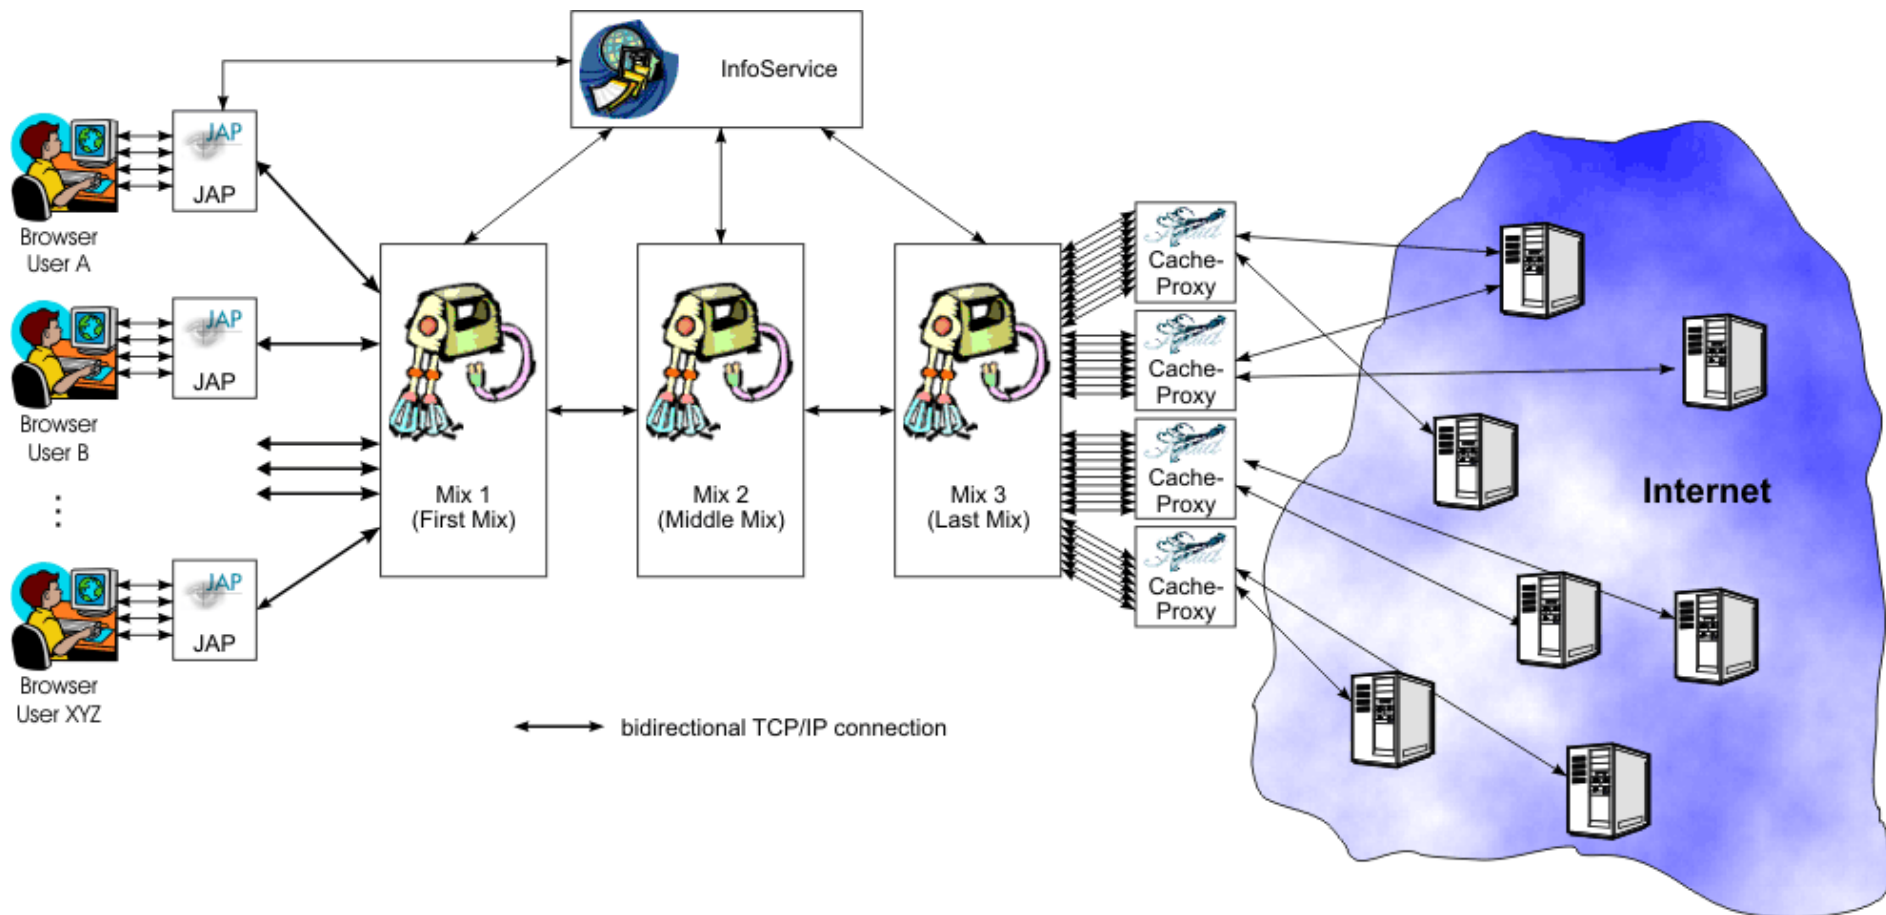 InfoService
JAP
JAP
Browser
User A
JAP
JAP
Browser
User B
JAP
JAP
Browser
User XYZ
Mix 1
(First Mix)
Mix 2
(Middle Mix)
Mix 3
(Last Mix)
Cache-
Proxy
Cache-
Proxy
Cache-
Proxy
Cache-
Proxy
Internet
bidirectional TCP/IP connection